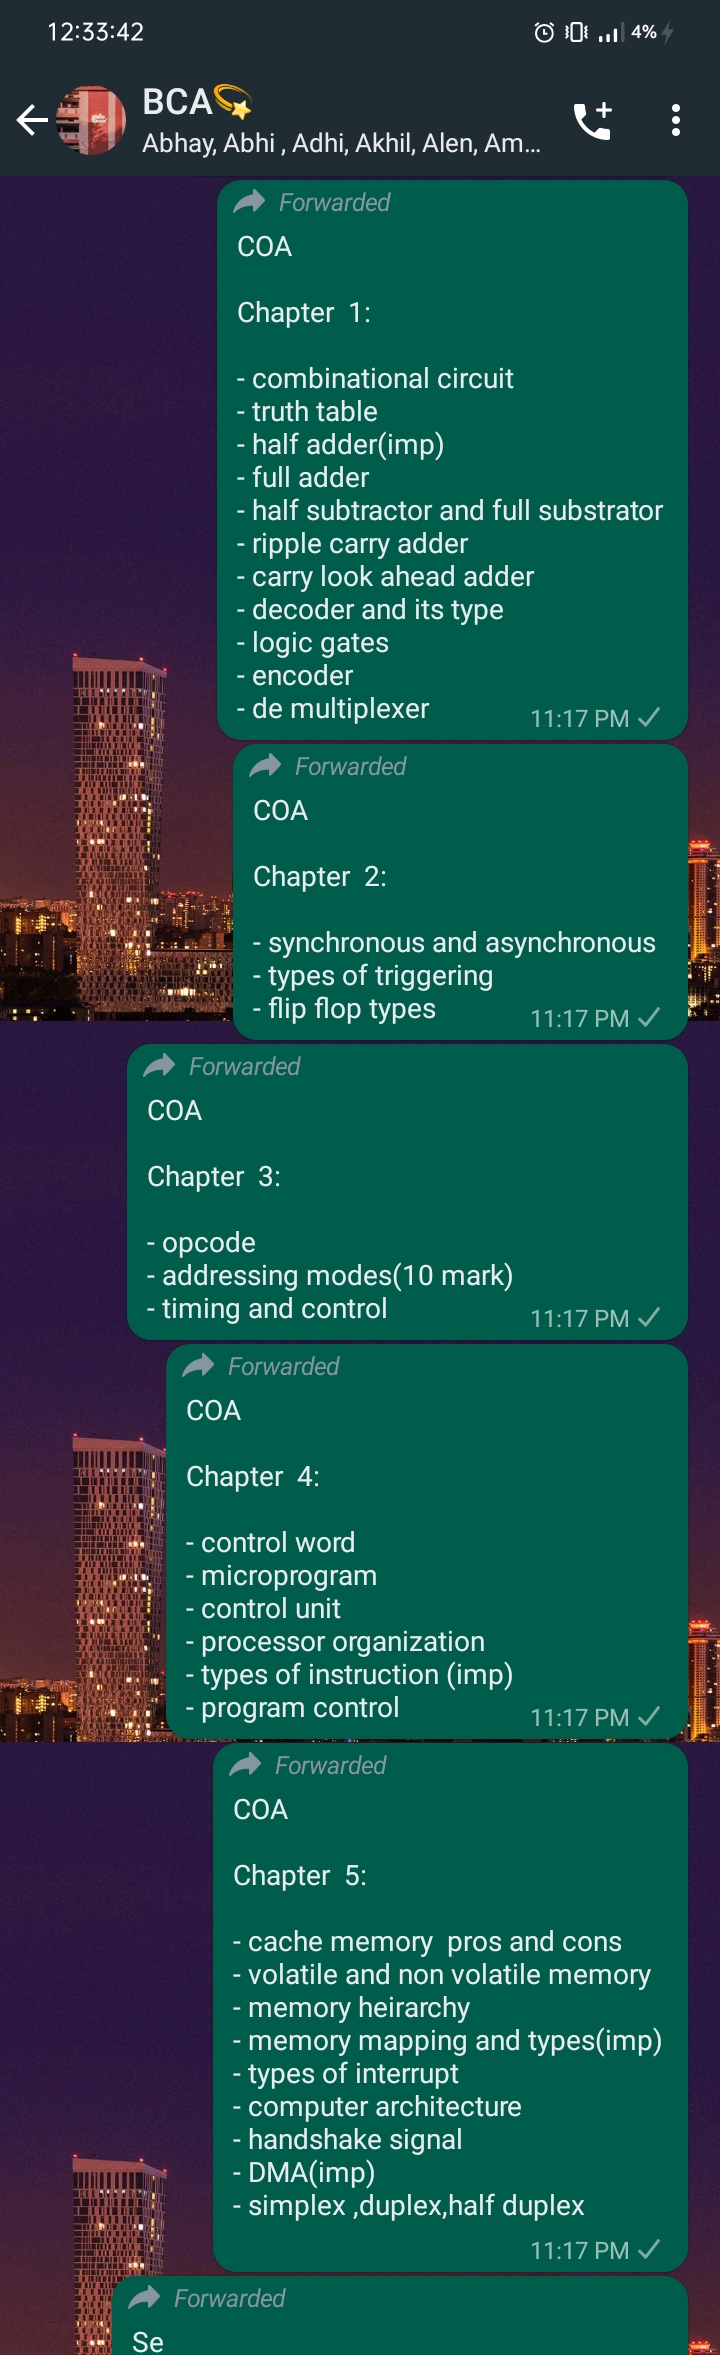 12:33:42
4%
BCA💫
Abhay, Abhi , Adhi, Akhil, Alen, Am...
Forwarded
COA
Chapter  1:
- combinational circuit
- truth table
- half adder(imp)
- full adder
- half subtractor and full substrator
- ripple carry adder
- carry look ahead adder
- decoder and its type
- logic gates
- encoder
- de multiplexer
11:17 PM
Forwarded
COA
Chapter  2:
- synchronous and asynchronous
- types of triggering
- flip flop types
11:17 PM
Forwarded
COA
Chapter  3:
- opcode
- addressing modes(10 mark)
- timing and control
11:17 PM
Forwarded
COA
Chapter  4:
- control word
- microprogram
- control unit
- processor organization
- types of instruction (imp)
- program control
11:17 PM
Forwarded
COA
Chapter  5:
- cache memory  pros and cons
- volatile and non volatile memory
- memory heirarchy
- memory mapping and types(imp)
- types of interrupt
- computer architecture
- handshake signal
- DMA(imp)
- simplex ,duplex,half duplex
11:17 PM
Forwarded
Se